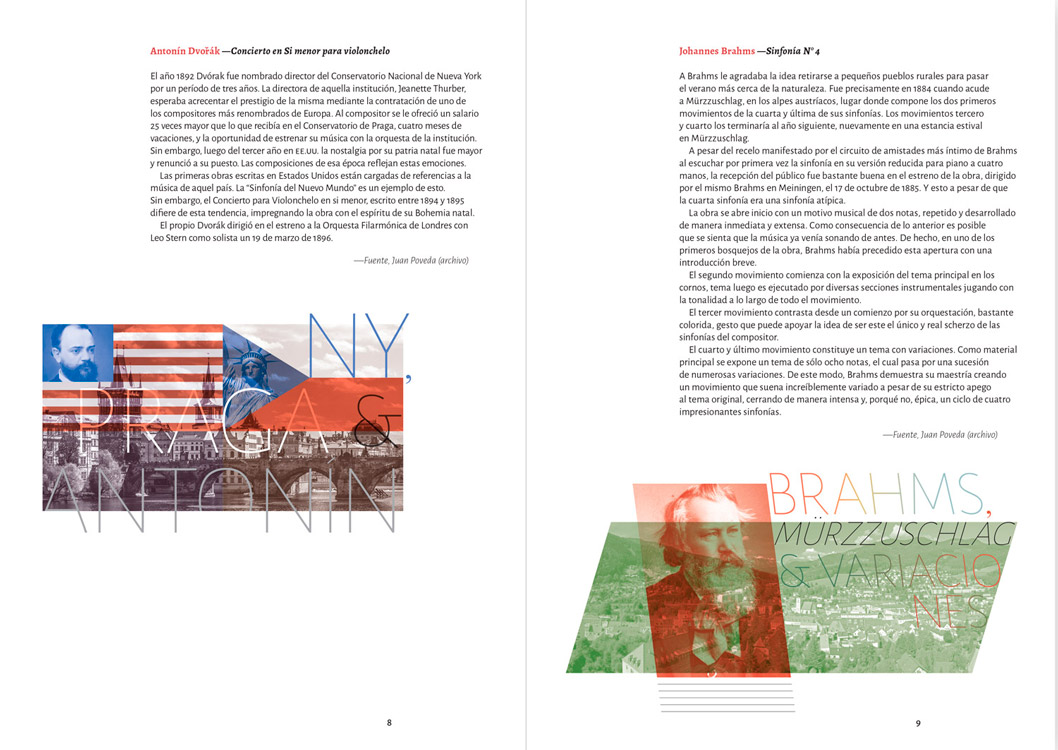 Antonín Dvořák —Concierto en Si menor para violonchelo
El año 1892 Dvórak fue nombrado director del Conservatorio Nacional de Nueva York
por un período de tres años. La directora de aquella institución, Jeanette Thurber,
esperaba acrecentar el prestigio de la misma mediante la contratación de uno de
los compositores más renombrados de Europa. Al compositor se le ofreció un salario
25 veces mayor que lo que recibía en el Conservatorio de Praga, cuatro meses de
vacaciones, y la oportunidad de estrenar su música con la orquesta de la institución.
Sin embargo, luego del tercer año en EE.UU. la nostalgia por su patria natal fue mayor
y renunció a su puesto. Las composiciones de esa época reflejan estas emociones.
Las primeras obras escritas en Estados Unidos están cargadas de referencias a la
música de aquel país. La “Sinfonía del Nuevo Mundo” es un ejemplo de esto.
Sin embargo, el Concierto para Violonchelo en si menor, escrito entre 1894 y 1895
difiere de esta tendencia, impregnando la obra con el espíritu de su Bohemia natal.
El propio Dvorák dirigió en el estreno a la Orquesta Filarmónica de Londres con
Leo Stern como solista un 19 de marzo de 1896.
—Fuente, Juan Poveda (archivo)
NY,
PRAGA &
ANTONÍN
8
Johannes Brahms —Sinfonía Nº 4
A Brahms le agradaba la idea retirarse a pequeños pueblos rurales para pasar
el verano más cerca de la naturaleza. Fue precisamente en 1884 cuando acude
a Mürzzuschlag, en los alpes austríacos, lugar donde compone los dos primeros
movimientos de la cuarta y última de sus sinfonías. Los movimientos tercero
y cuarto los terminaría al año siguiente, nuevamente en una estancia estival
en Mürzzuschlag.
A pesar del recelo manifestado por el circuito de amistades más íntimo de Brahms
al escuchar por primera vez la sinfonía en su versión reducida para piano a cuatro
manos, la recepción del público fue bastante buena en el estreno de la obra, dirigido
por el mismo Brahms en Meiningen, el 17 de octubre de 1885. Y esto a pesar de que
la cuarta sinfonía era una sinfonía atípica.
La obra se abre inicio con un motivo musical de dos notas, repetido y desarrollado
de manera inmediata y extensa. Como consecuencia de lo anterior es posible
que se sienta que la música ya venía sonando de antes. De hecho, en uno de los
primeros bosquejos de la obra, Brahms había precedido esta apertura con una
introducción breve.
El segundo movimiento comienza con la exposición del tema principal en los
cornos, tema luego es ejecutado por diversas secciones instrumentales jugando con
la tonalidad a lo largo de todo el movimiento.
El tercer movimiento contrasta desde un comienzo por su orquestación, bastante
colorida, gesto que puede apoyar la idea de ser este el único y real scherzo de las
sinfonías del compositor.
El cuarto y último movimiento constituye un tema con variaciones. Como material
principal se expone un tema de sólo ocho notas, el cual pasa por una sucesión
de numerosas variaciones. De este modo, Brahms demuestra su maestría creando
un movimiento que suena increíblemente variado a pesar de su estricto apego
al tema original, cerrando de manera intensa y, porqué no, épica, un ciclo de cuatro
impresionantes sinfonías.
—Fuente, Juan Poveda (archivo)
BRAHMS,
MÜRZZUSCHLAG
& VARIACIO
NES
9